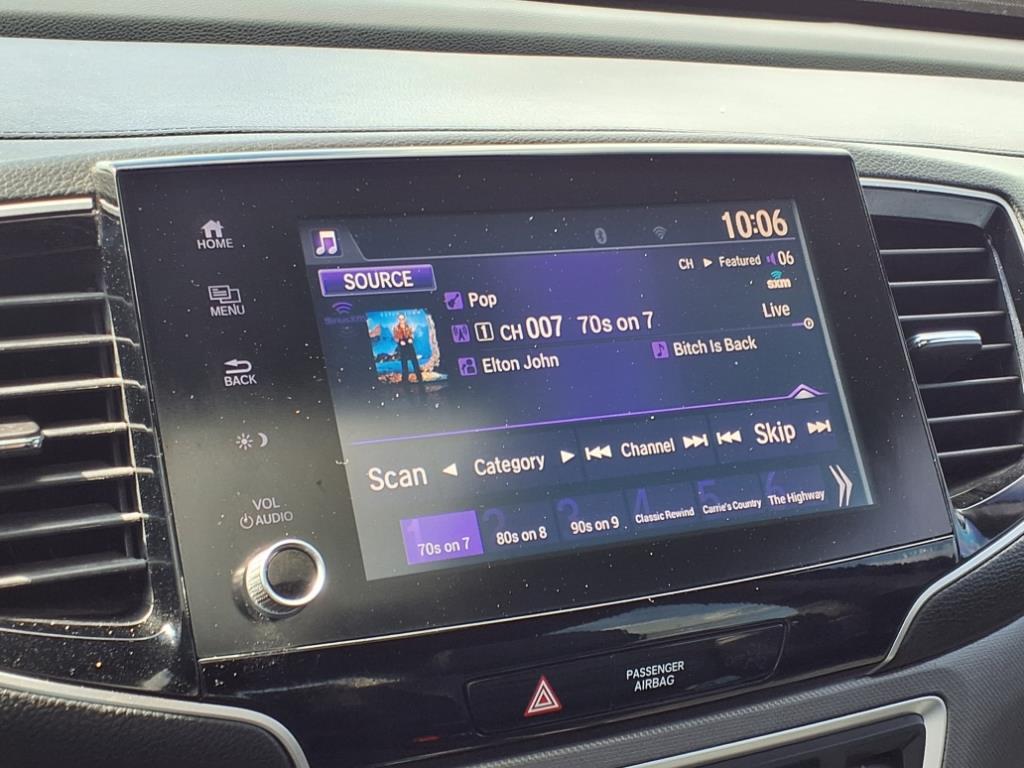 HOME
MENU
BACK
VOL
AUDIO
10:06
SOURCE
CH ▶ Featured 06
sxm
Pop
Live
1 CH 007 70s on 7
Elton John
Bitch Is Back
Scan ◀ Category ▶ Channel Skip
1 70s on 7
2 80s on 8
3 90s on 9
4 Classic Rewind
5 Carrie's Country
6 The Highway
PASSENGER
AIRBAG